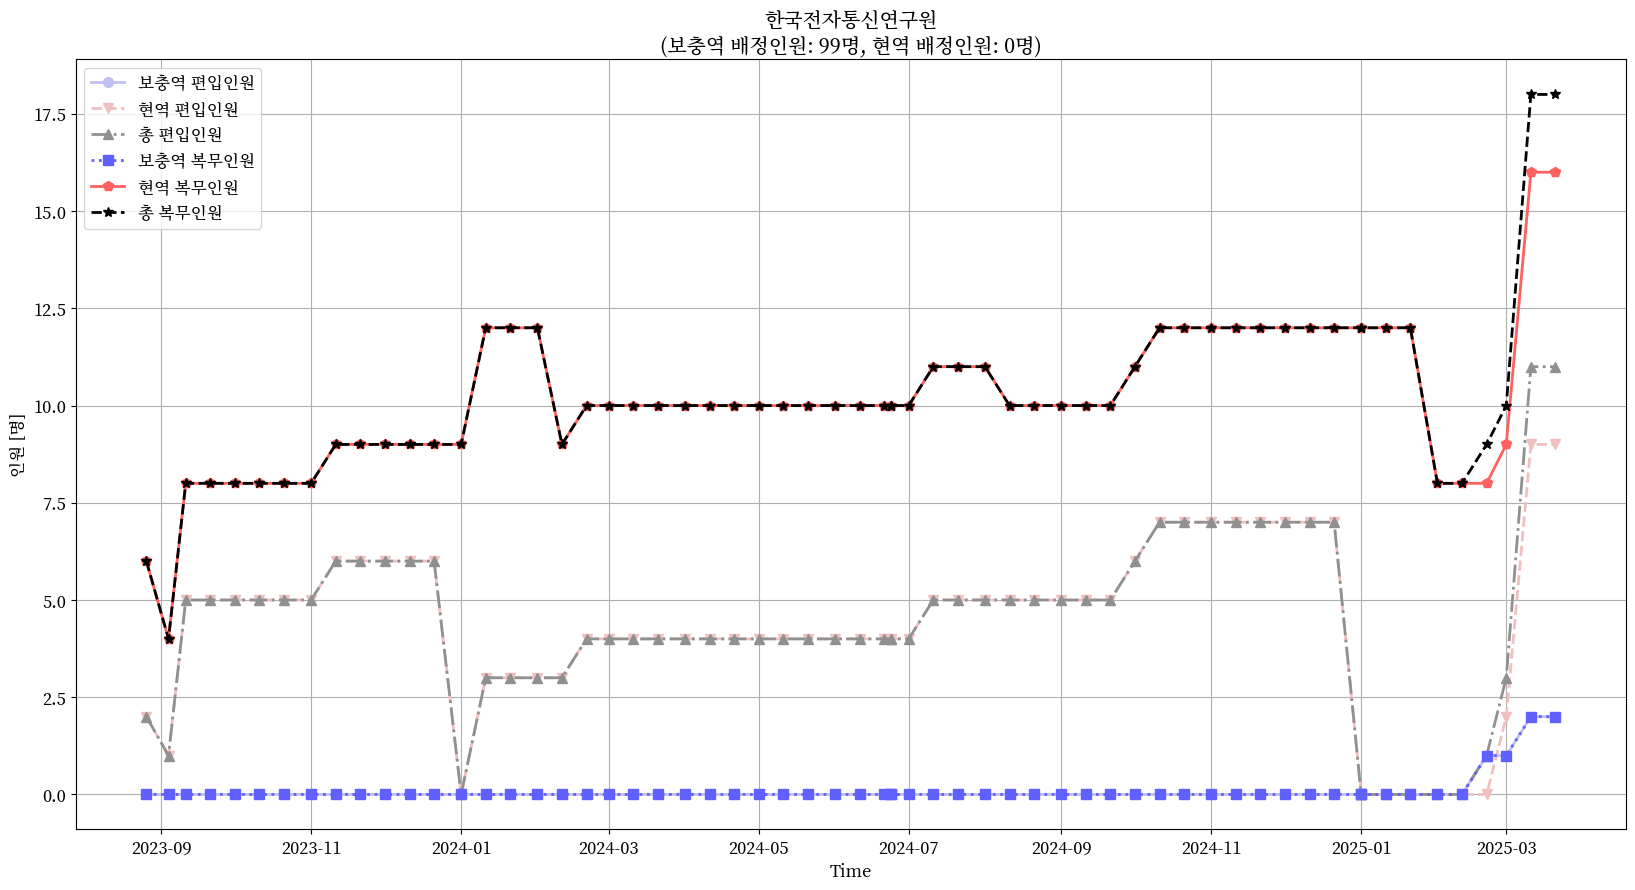 한국전자통신연구원
(보충역 배정인원: 99명, 현역 배정인원: 0명)
보충역 편입인원
현역 편입인원
총 편입인원
보충역 복무인원
현역 복무인원
총 복무인원
17.5
15.0
12.5
10.0
7.5
5.0
2.5
0.0
인원 [명]
2023-09 2023-11 2024-01 2024-03 2024-05 2024-07 2024-09 2024-11 2025-01 2025-03
Time